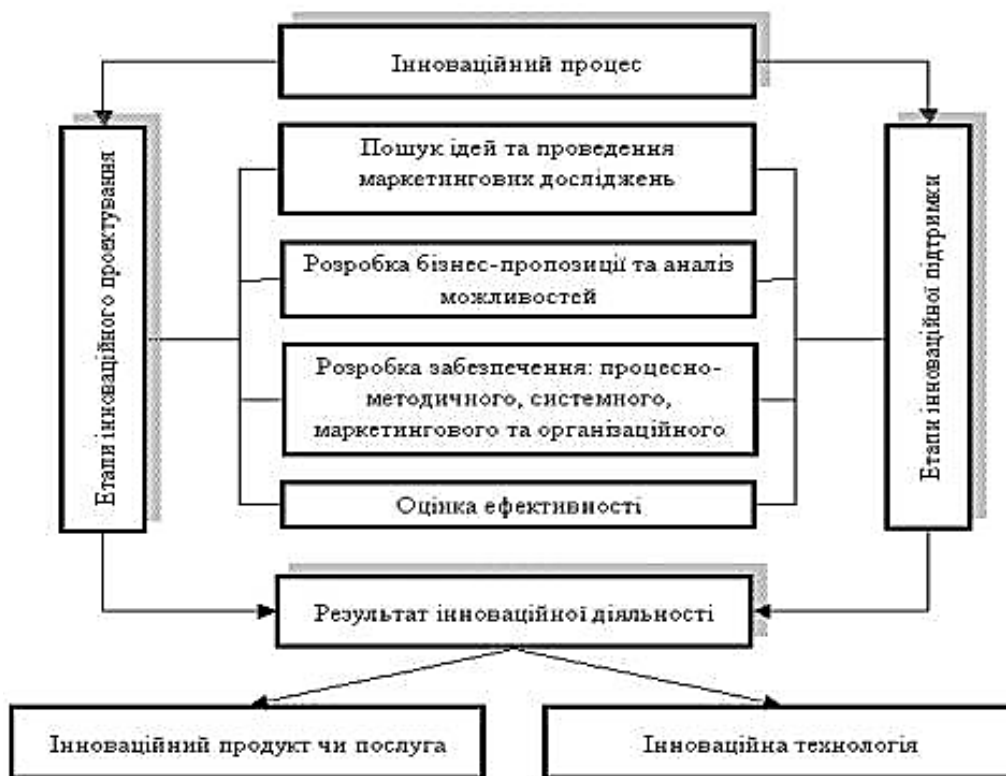 Інноваційний процес
Етапи інноваційного проектування
Пошук ідей та проведення
маркетингових досліджень
Розробка бізнес-пропозиції та аналіз
можливостей
Розробка забезпечення: процесно-
методичного, системного,
маркетингового та організаційного
Оцінка ефективності
Етапи інноваційної підтримки
Результат інноваційної діяльності
Інноваційний продукт чи послуга
Інноваційна технологія